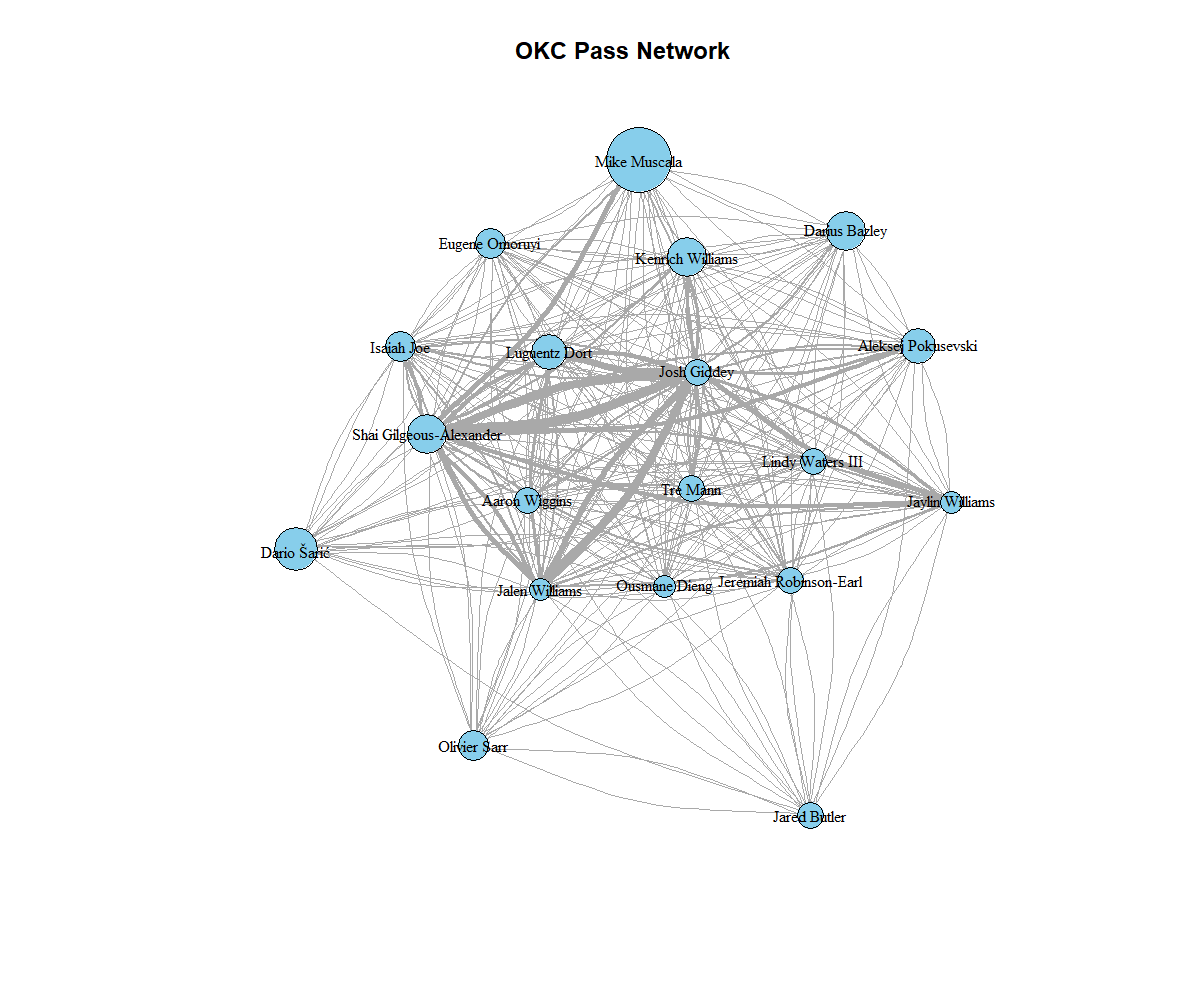 OKC Pass Network
Mike Muscala
Darius Bazley
Eugene Omoruyi
Kenrich Williams
Isaiah Joe
Luguentz Dort
Aleksej Pokusevski
Josh Giddey
Shai Gilgeous-Alexander
Lindy Waters III
Tre Mann
Aaron Wiggins
Jaylin Williams
Dario Šarić
Jalen Williams
Ousmane Dieng
Jeremiah Robinson-Earl
Olivier Sarr
Jared Butler